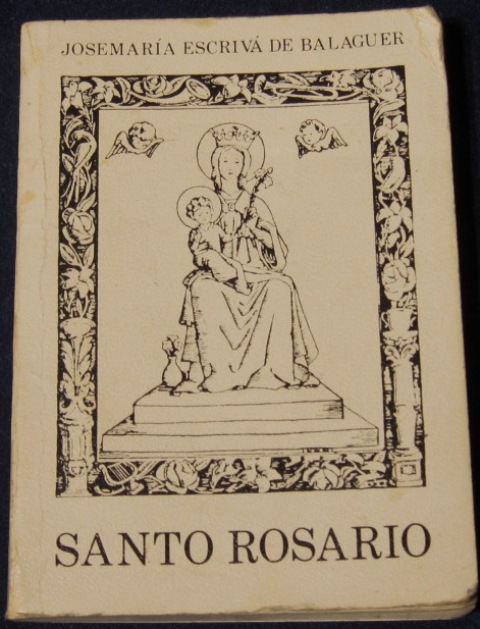 JOSEMARÍA ESCRIVÁ DE BALAGUER
SANTO ROSARIO